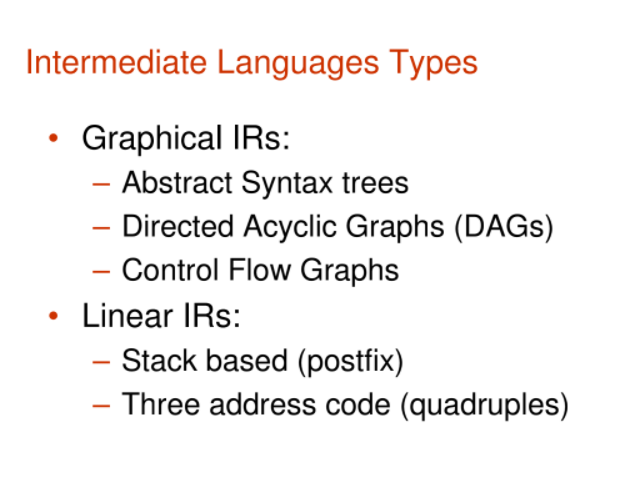 Intermediate Languages Types
• Graphical IRs:
– Abstract Syntax trees
– Directed Acyclic Graphs (DAGs)
– Control Flow Graphs
• Linear IRs:
– Stack based (postfix)
– Three address code (quadruples)